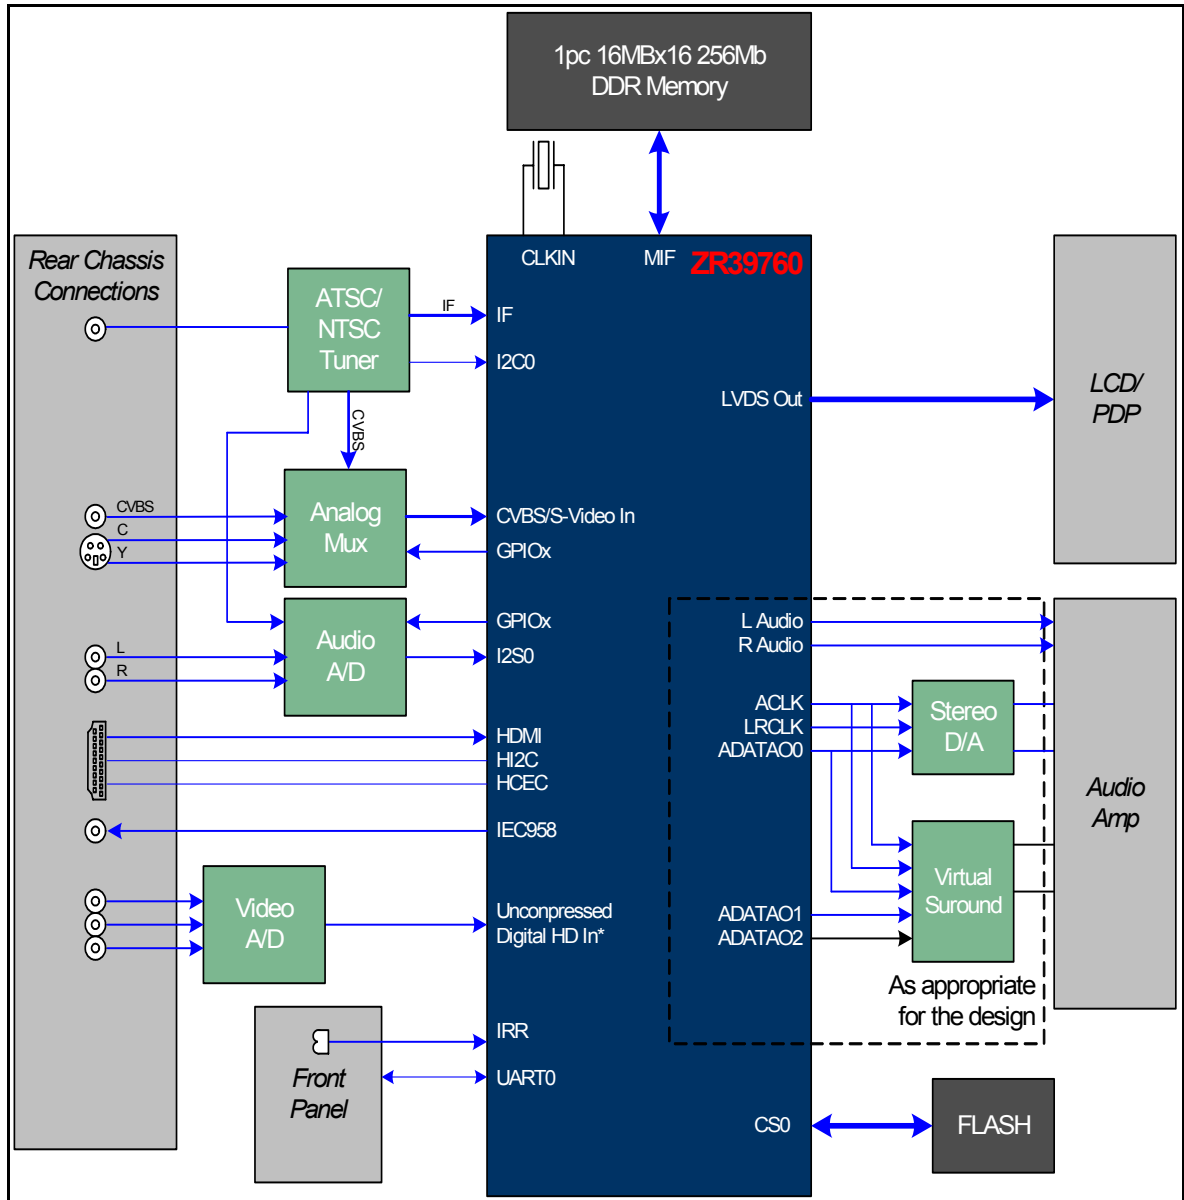 1pc 16MBx16 256Mb
DDR Memory
CLKIN
MIF
ZR39760
Rear Chassis
Connections
ATSC/
NTSC
Tuner
IF
IF
I2C0
LVDS Out
LCD/
PDP
CVBS
CVBS
C
Y
Analog
Mux
CVBS/S-Video In
GPIOx
GPIOx
Audio
A/D
L
R
I2S0
L Audio
R Audio
ACLK
LRCLK
ADATAO0
Stereo
D/A
Audio
Amp
HDMI
HI2C
HCEC
IEC958
Virtual
Suround
Video
A/D
Unconpressed
Digital HD In*
ADATAO1
ADATAO2
As appropriate
for the design
IRR
UART0
Front
Panel
CS0
FLASH